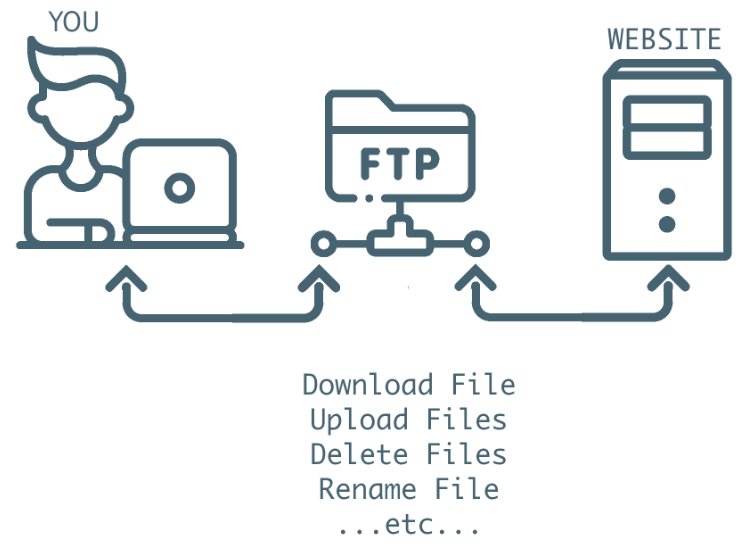 YOU
WEBSITE
FTP
Download File
Upload Files
Delete Files
Rename File
...etc...